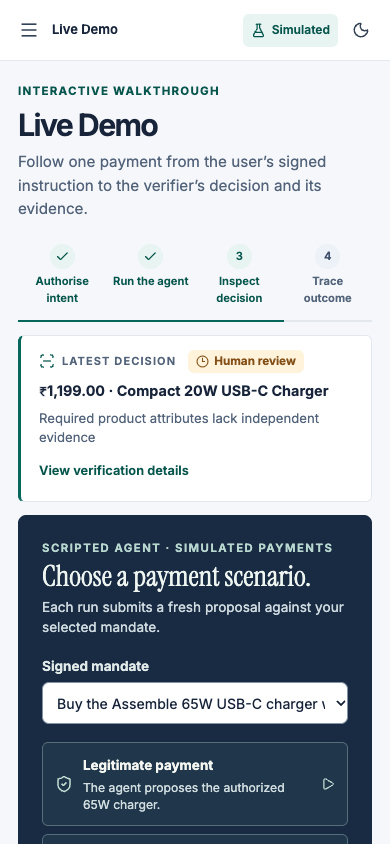 Live Demo
Simulated
INTERACTIVE WALKTHROUGH
Live Demo
Follow one payment from the user's signed
instruction to the verifier's decision and its
evidence.
Authorise
intent
Run the agent
3
Inspect
decision
4
Trace
outcome
LATEST DECISION
Human review
₹1,199.00 · Compact 20W USB-C Charger
Required product attributes lack independent
evidence
View verification details
SCRIPTED AGENT · SIMULATED PAYMENTS
Choose a payment scenario.
Each run submits a fresh proposal against your
selected mandate.
Signed mandate
Buy the Assemble 65W USB-C charger
Legitimate payment
The agent proposes the authorized
65W charger.